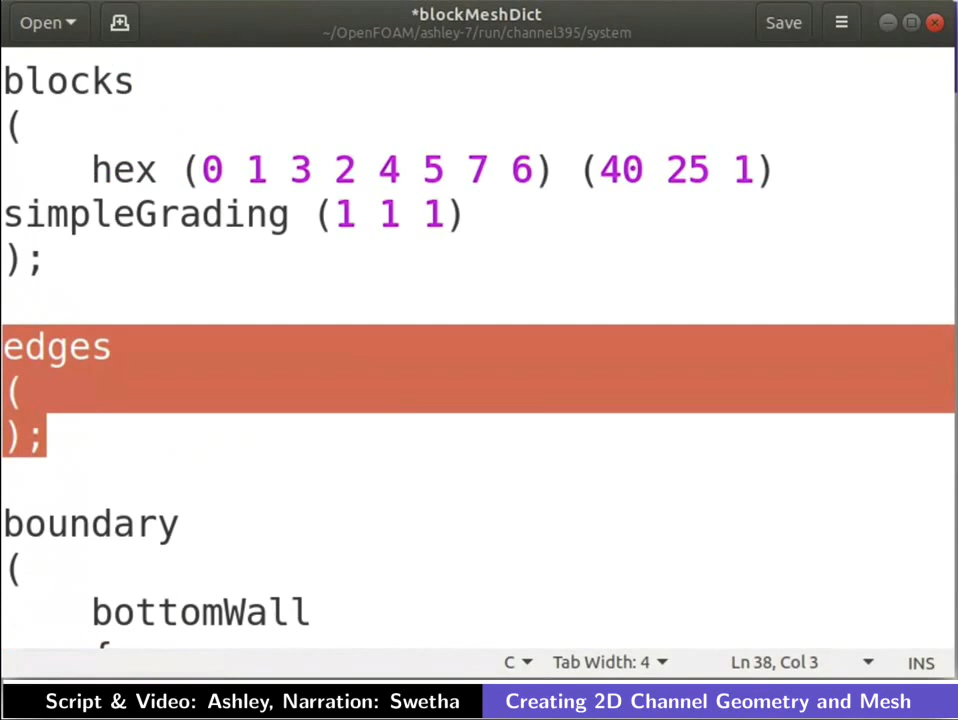 Open
*blockMeshDict
~/OpenFOAM/ashley-7/run/channel395/system
Save
blocks
(
hex (0 1 3 2 4 5 7 6) (40 25 1)
simpleGrading (1 1 1)
);
edges
(
);
boundary
(
bottomWall
C Tab Width: 4 Ln 38, Col 3 INS
Script & Video: Ashley, Narration: Swetha Creating 2D Channel Geometry and Mesh